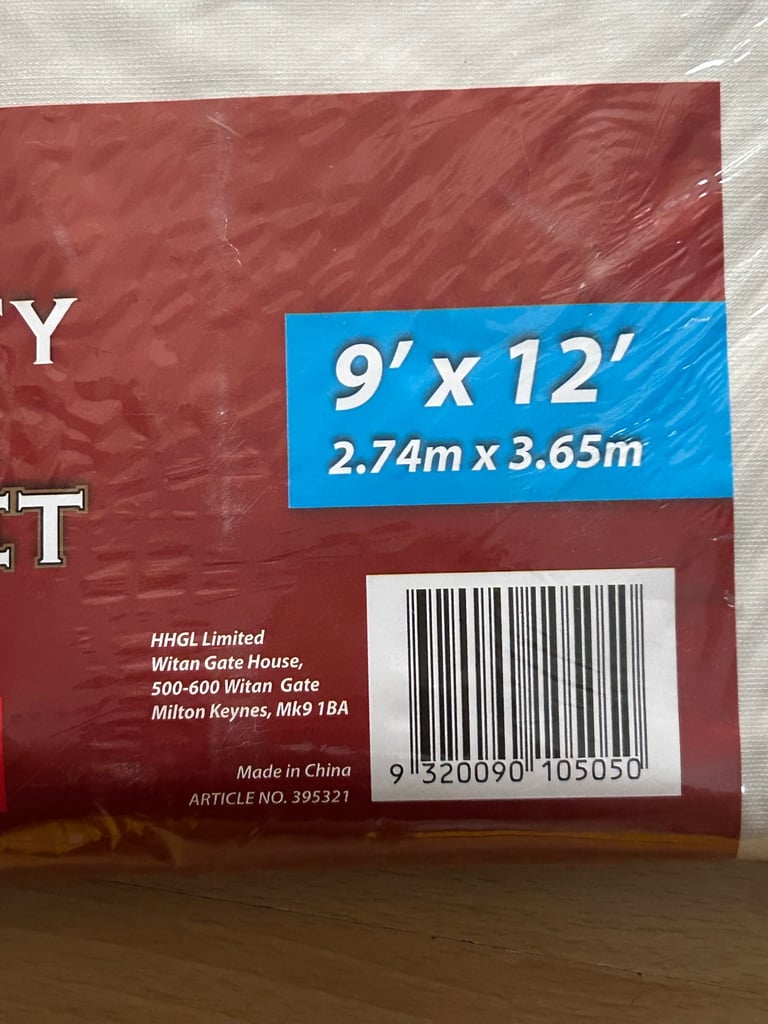 Y
9' x 12'
2.74m x 3.65m
ET
HHGL Limited
Witan Gate House,
500-600 Witan Gate
Milton Keynes, Mk9 1BA
Made in China
ARTICLE NO. 395321
9 320090 105050